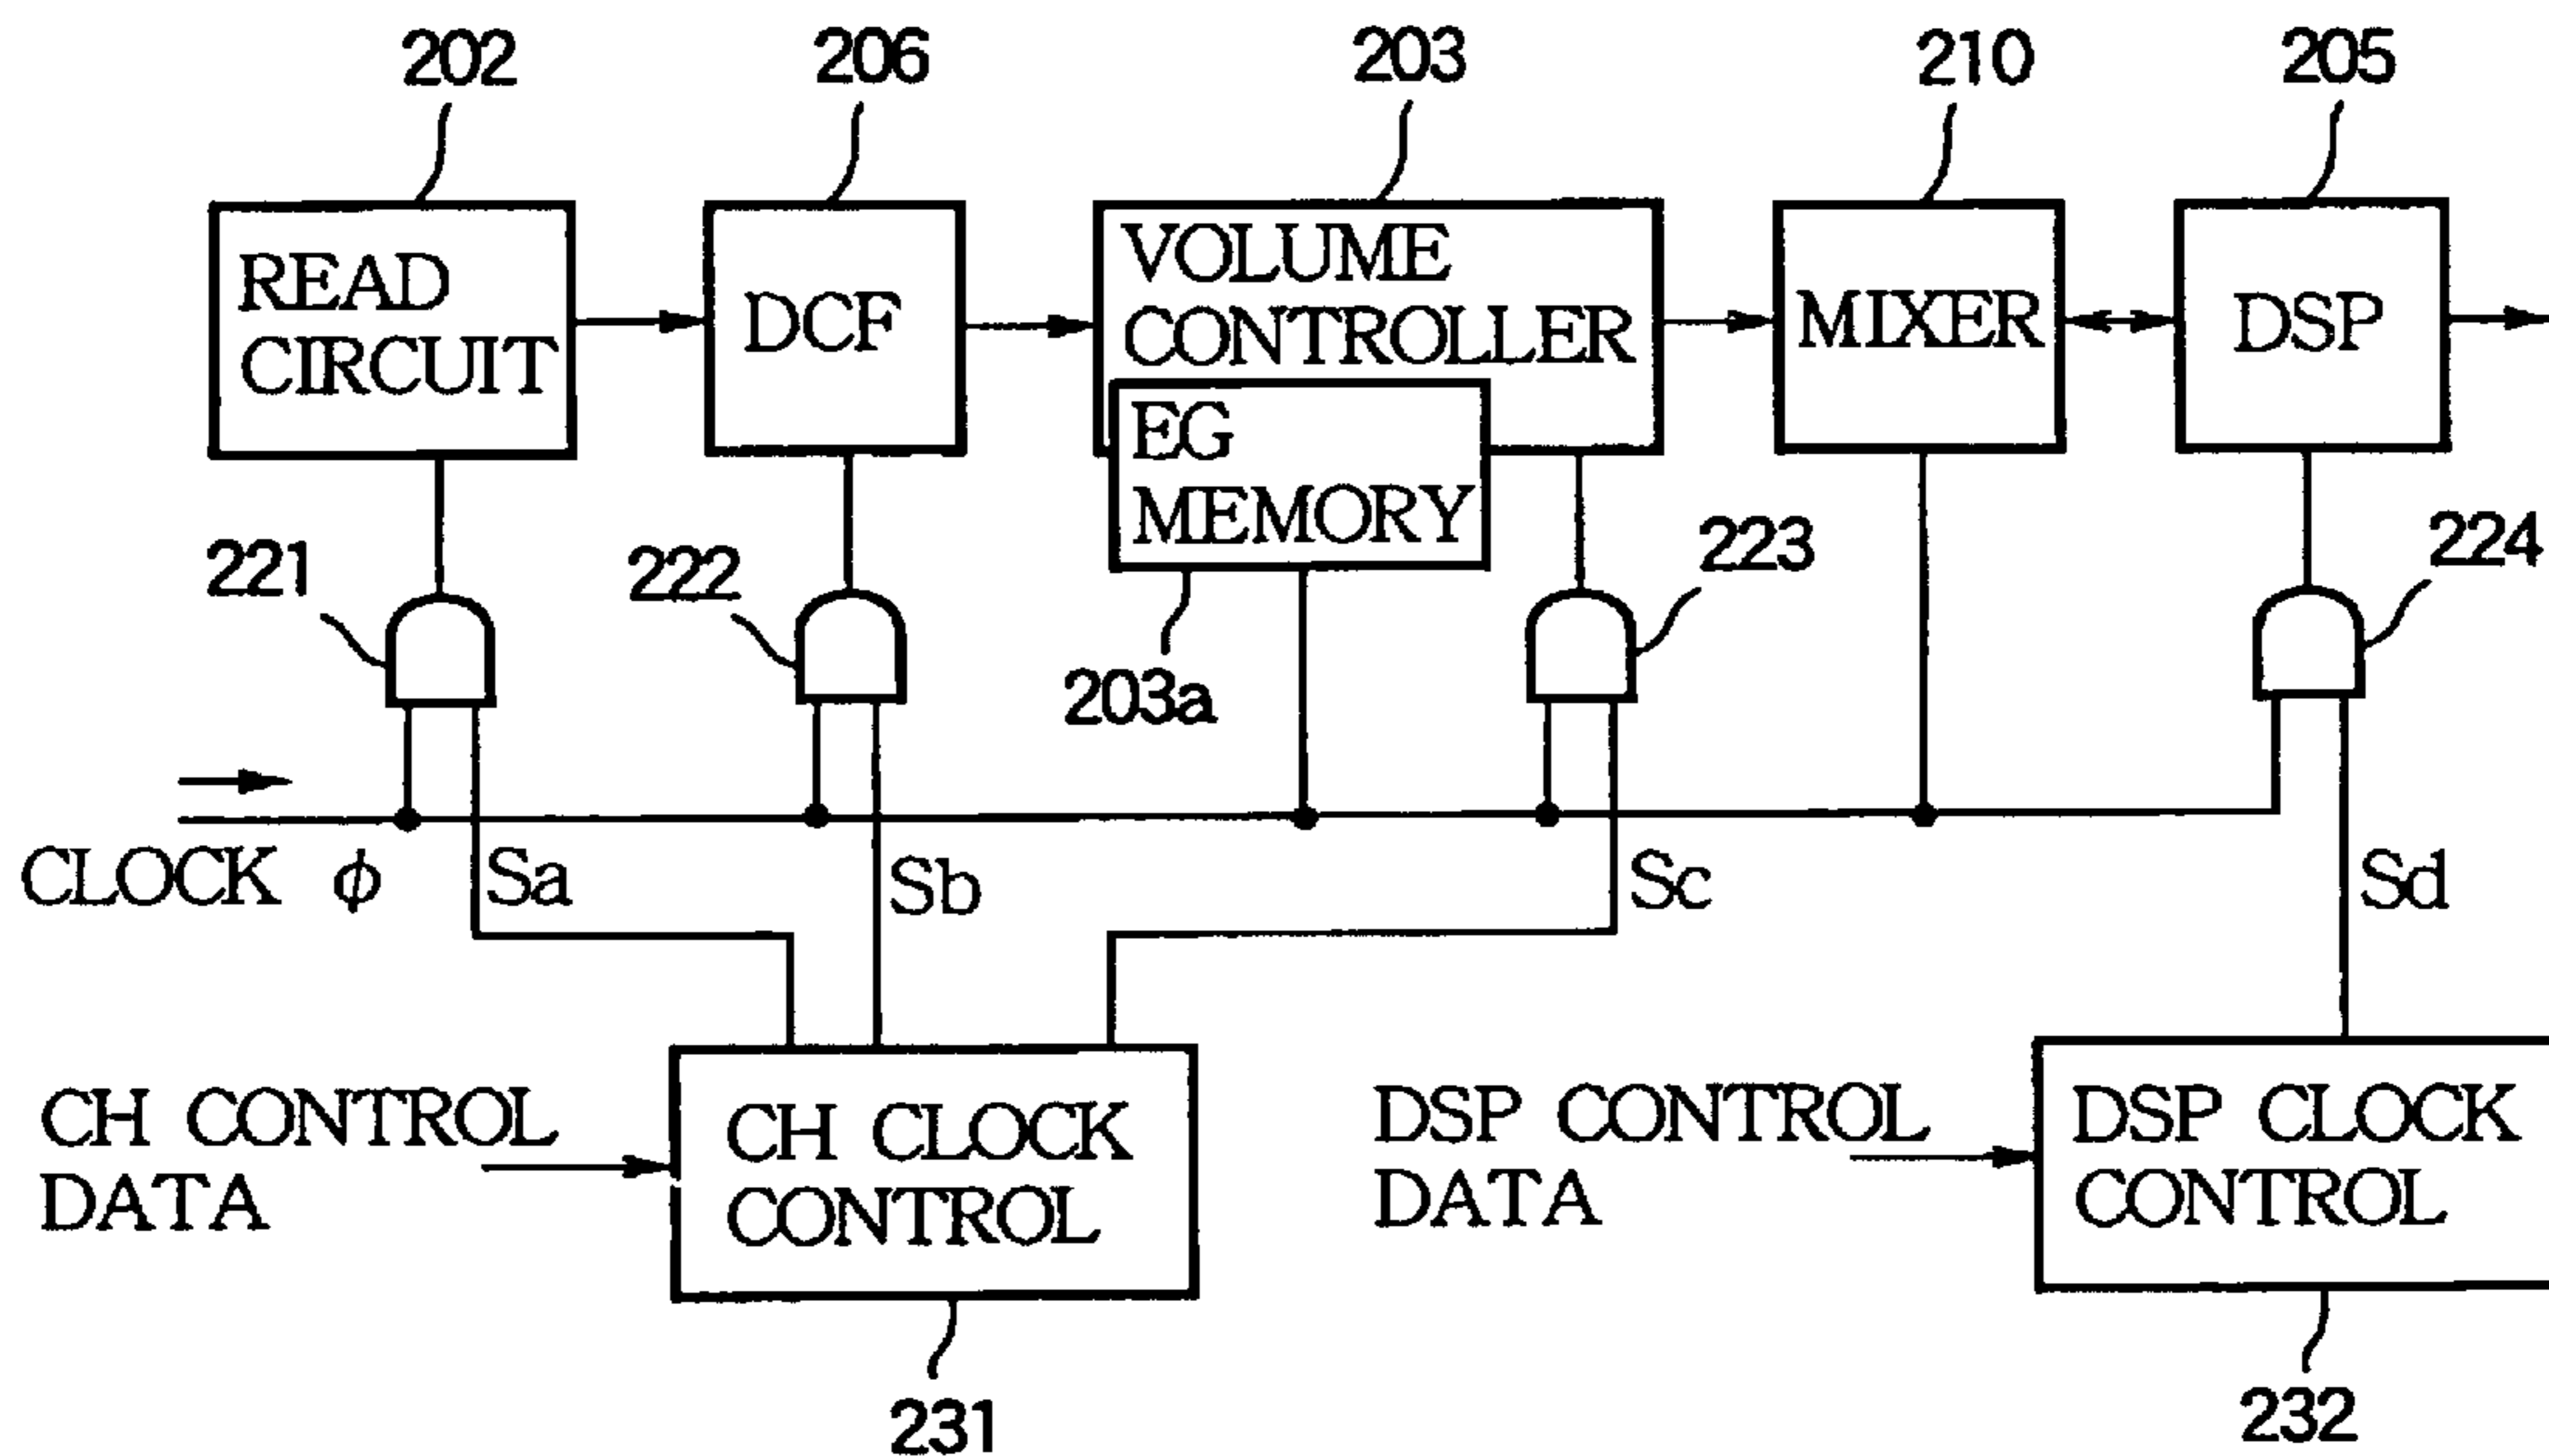 202
206
203
210
205
READ
CIRCUIT
DCF
VOLUME
CONTROLLER
EG
MEMORY
MIXER
DSP
221
222
203a
223
224
CLOCK ϕ
Sa
Sb
Sc
Sd
CH CONTROL
DATA
CH CLOCK
CONTROL
DSP CONTROL
DATA
DSP CLOCK
CONTROL
231
232